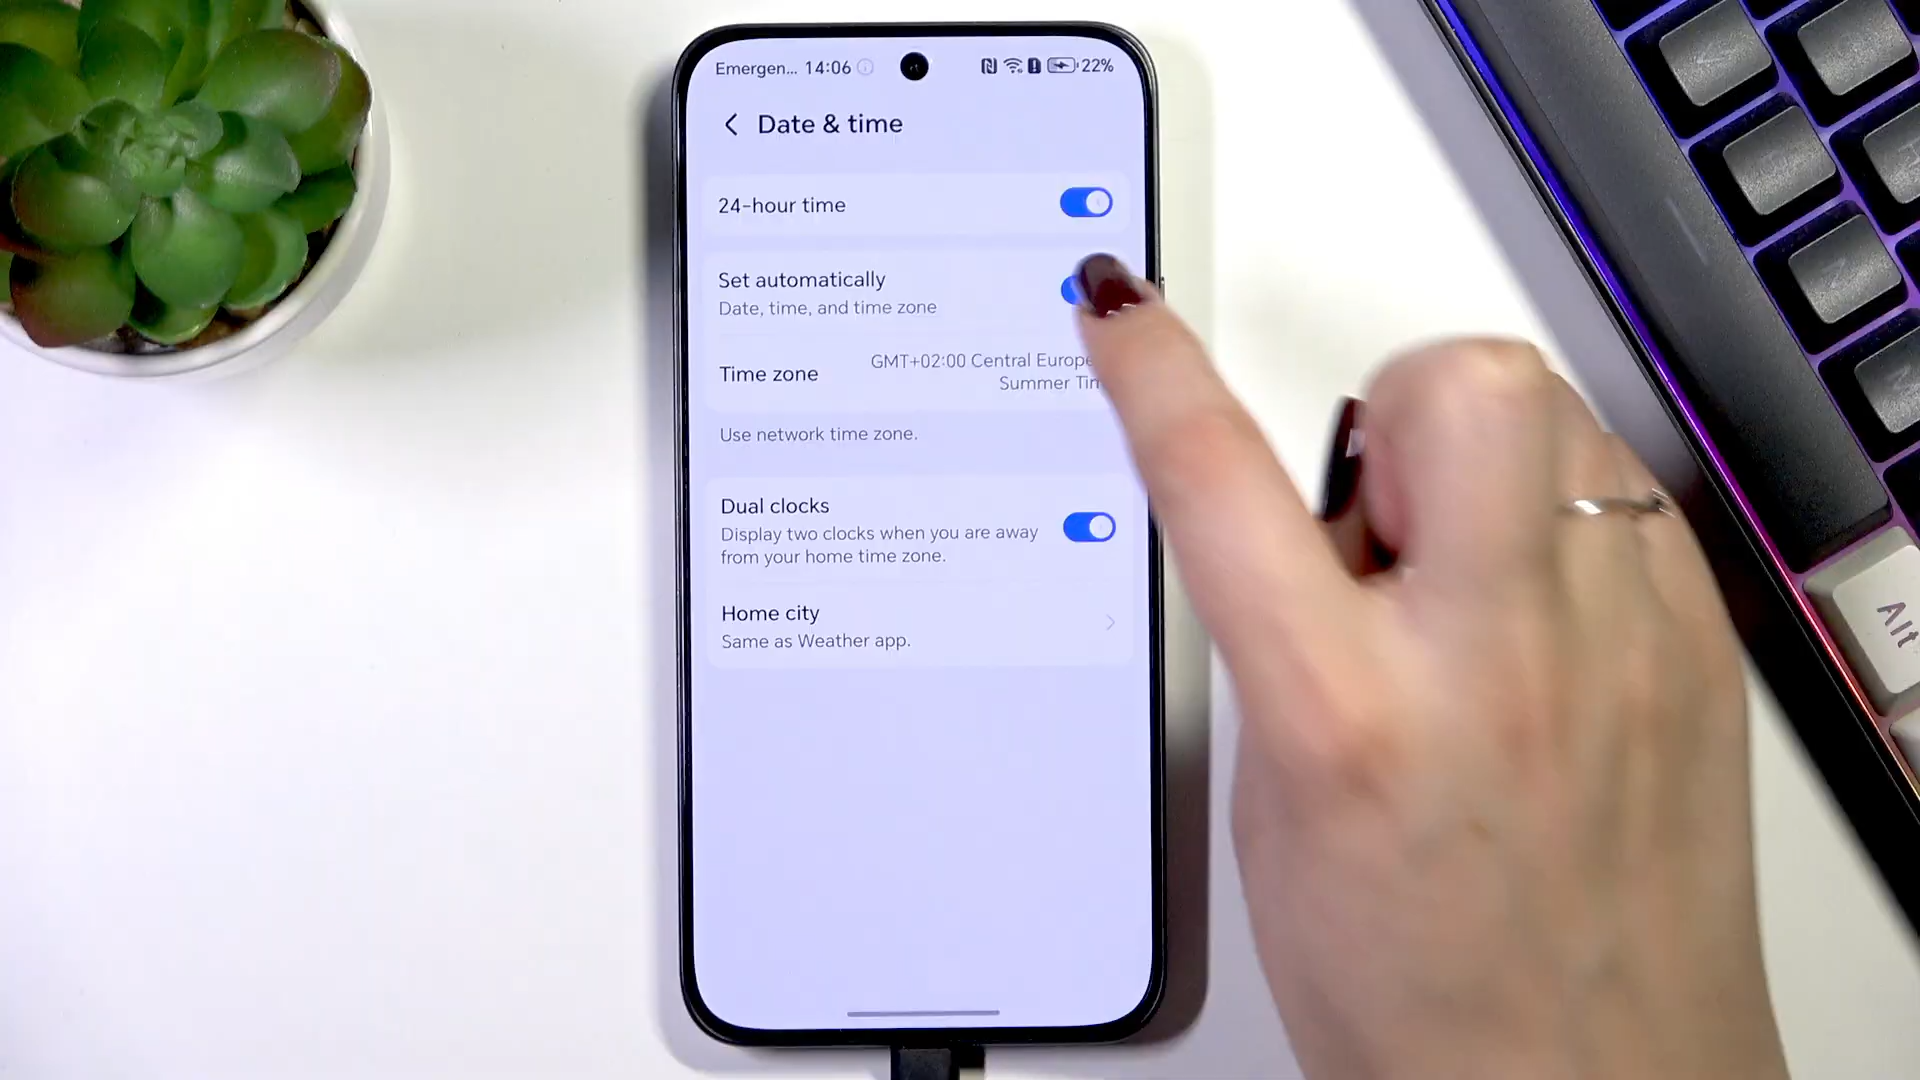 Emergen... 14:06 22%
Date & time
24-hour time
Set automatically
Date, time, and time zone
Time zone
GMT+02:00 Central Europe
Summer Tim
Use network time zone.
Dual clocks
Display two clocks when you are away
from your home time zone.
Home city
Same as Weather app.
Alt